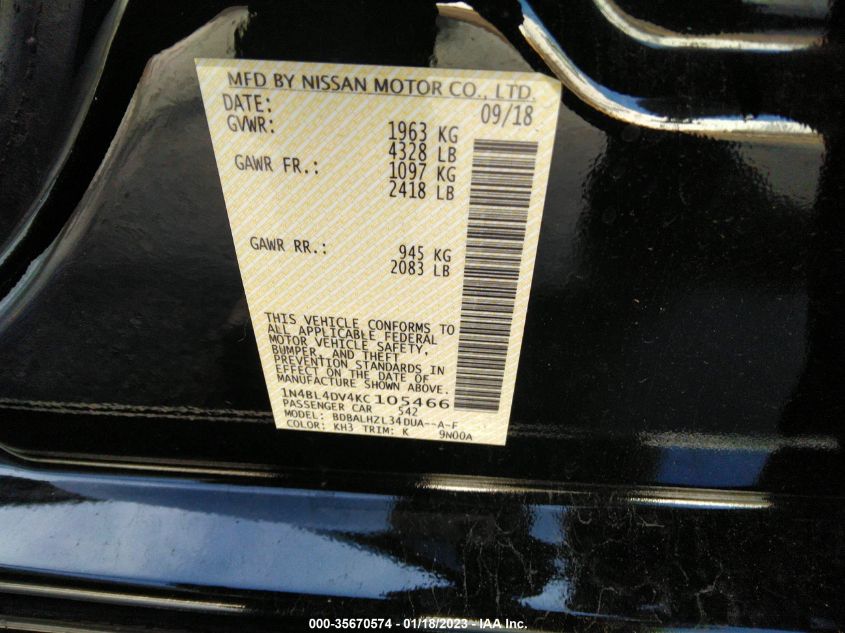 MFD BY NISSAN MOTOR CO., LTD.
DATE: 09/18
GVWR: 1963 KG
4328 LB
GAWR FR.: 1097 KG
2418 LB
GAWR RR.: 945 KG
2083 LB
THIS VEHICLE CONFORMS TO
ALL APPLICABLE FEDERAL
MOTOR VEHICLE SAFETY,
BUMPER, AND THEFT
PREVENTION STANDARDS IN
EFFECT ON THE DATE OF
MANUFACTURE SHOWN ABOVE.
1N4BL4DV4KC105466
PASSENGER CAR 542
MODEL: BDBALHZL34DUA--A-F
COLOR: KH3 TRIM: K 9N00A
000-35670574 - 01/18/2023 - IAA Inc.